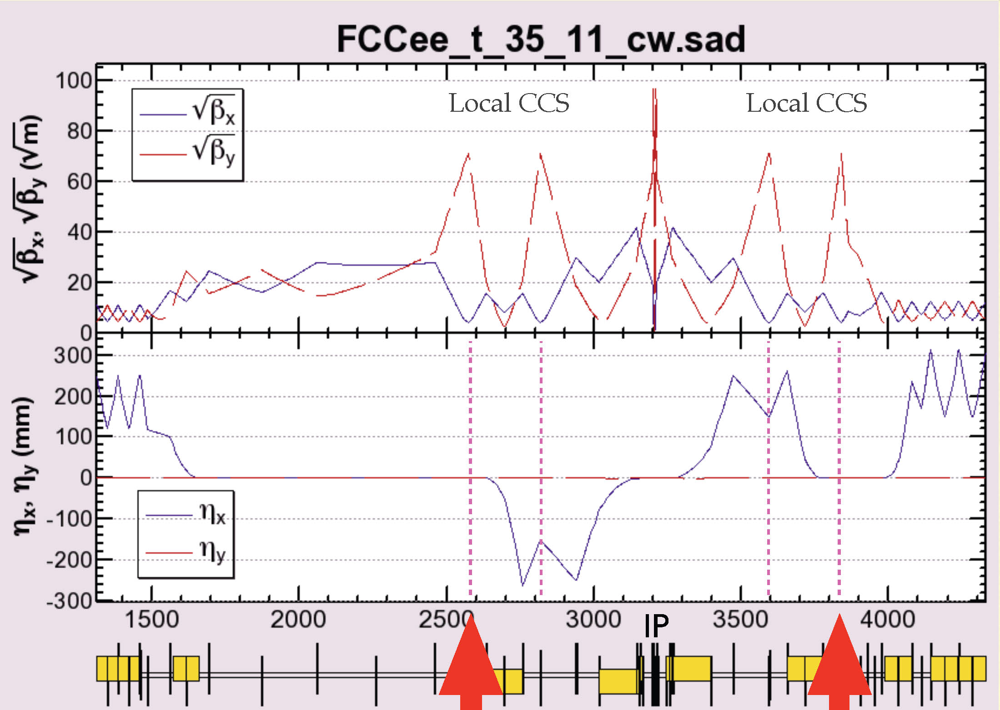 FCCee_t_35_11_cw.sad
√βx, √βy (√m)
100
80
60
40
20
0
√βx
√βy
Local CCS
Local CCS
ηx, ηy (mm)
300
200
100
0
-100
-200
-300
ηx
ηy
1500
2000
2500
3000
3500
4000
IP